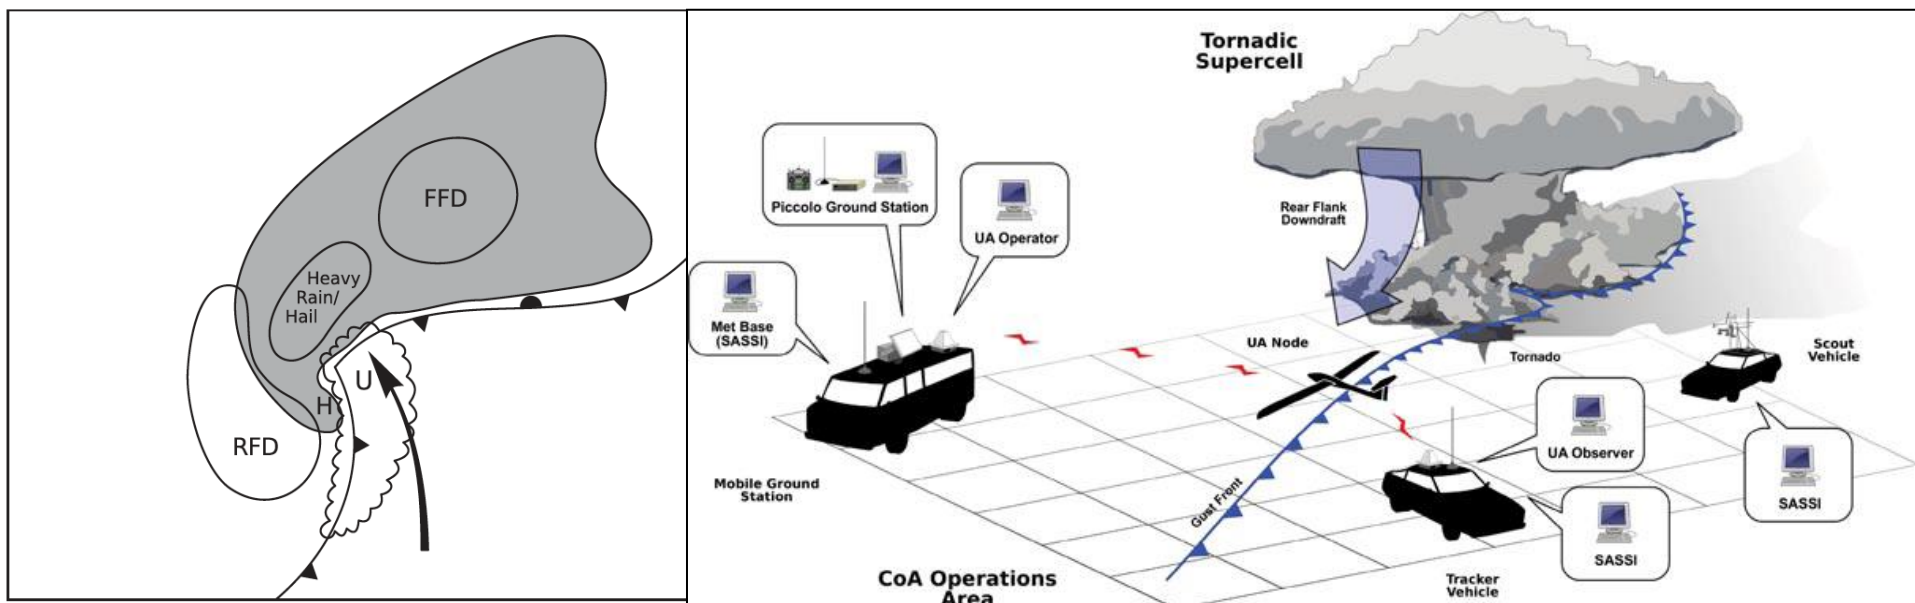 FFD
Heavy
Rain/
Hail
U
H
RFD
Tornadic
Supercell
Piccolo Ground Station
UA Operator
Met Base
(SASSI)
Rear Flank
Downdraft
UA Node
Tornado
Scout
Vehicle
UA Observer
Mobile Ground
Station
Gust Front
SASSI
SASSI
CoA Operations
Area
Tracker
Vehicle